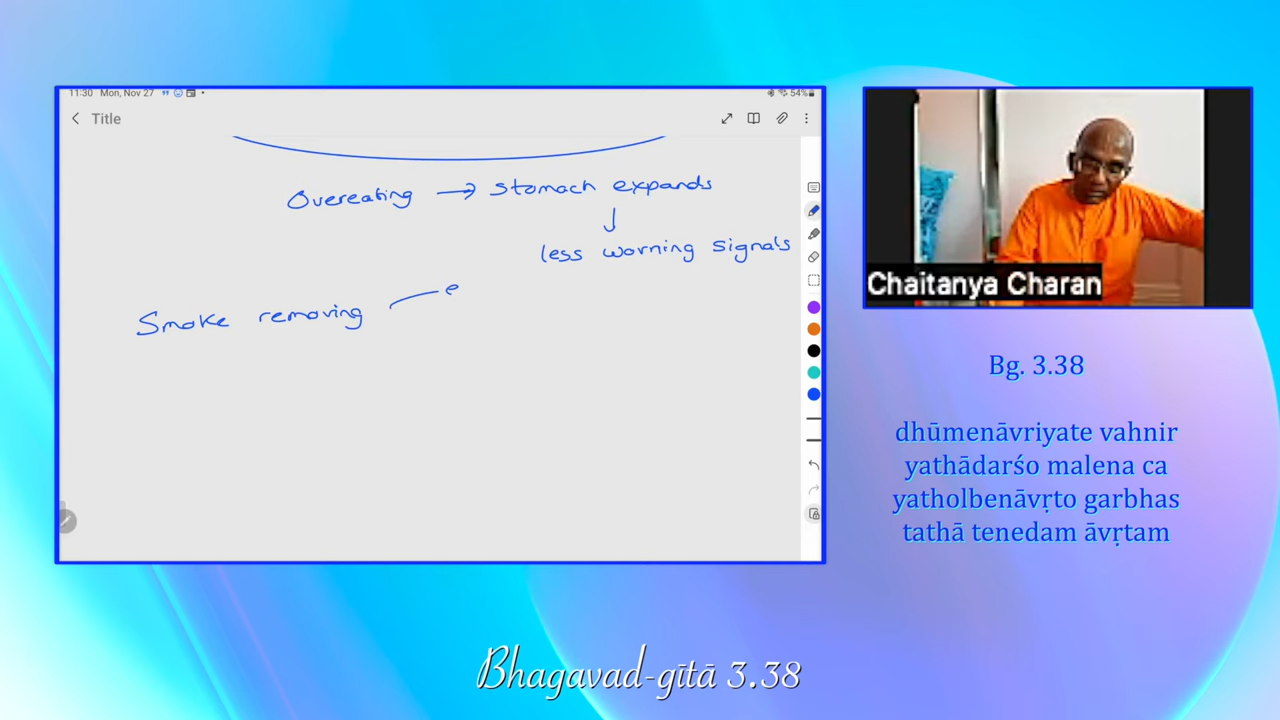 11:30 Mon, Nov 27
54%
Title
Overeating → stomach expands
↓
less worning signals
Smoke removing — e
Chaitanya Charan
Bg. 3.38
dhūmenāvriyate vahnir
yathādarśo malena ca
yatholbenāvṛto garbhas
tathā tenedam āvṛtam
Bhagavad-gītā 3.38